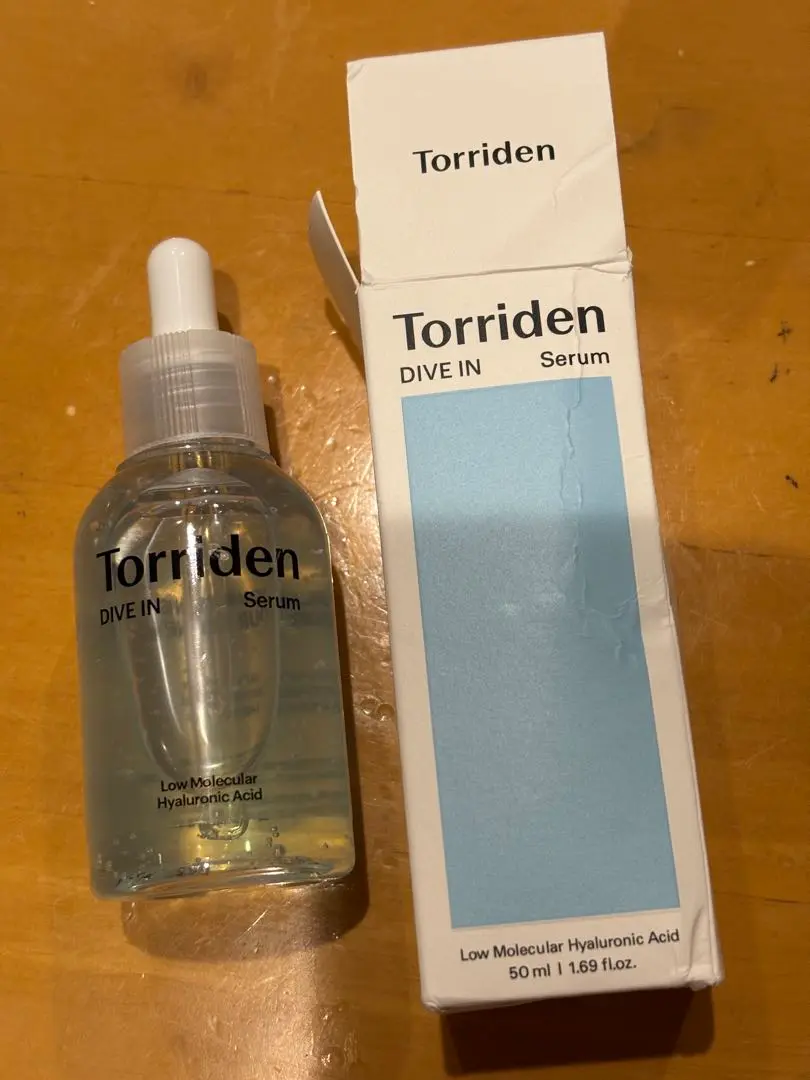 Torriden
Torriden
DIVE IN Serum
Low Molecular Hyaluronic Acid
50 ml | 1.69 fl.oz.
Torriden
DIVE IN Serum
Low Molecular
Hyaluronic Acid